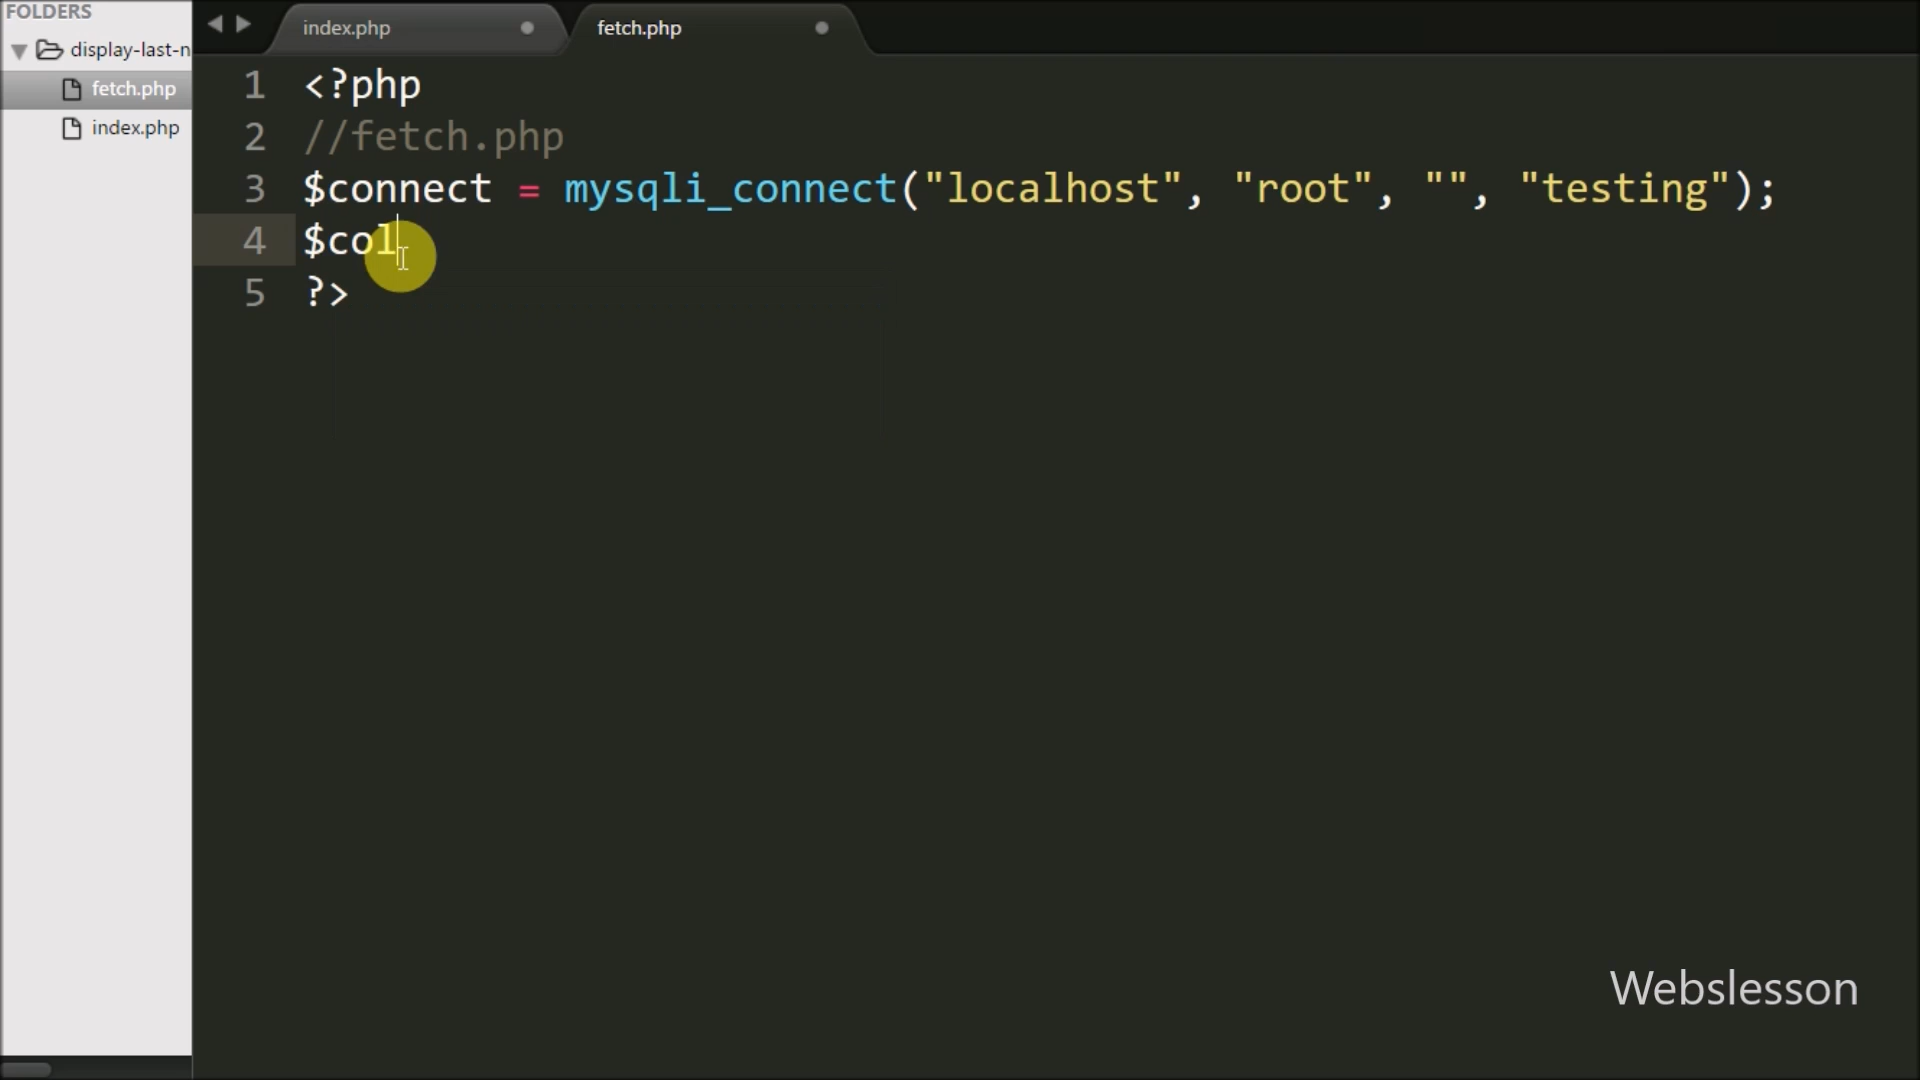 FOLDERS
display-last-n
fetch.php
index.php
index.php
fetch.php
1 <?php
2 //fetch.php
3 $connect = mysqli_connect("localhost", "root", "", "testing");
4 $col
5 ?>
Webslesson